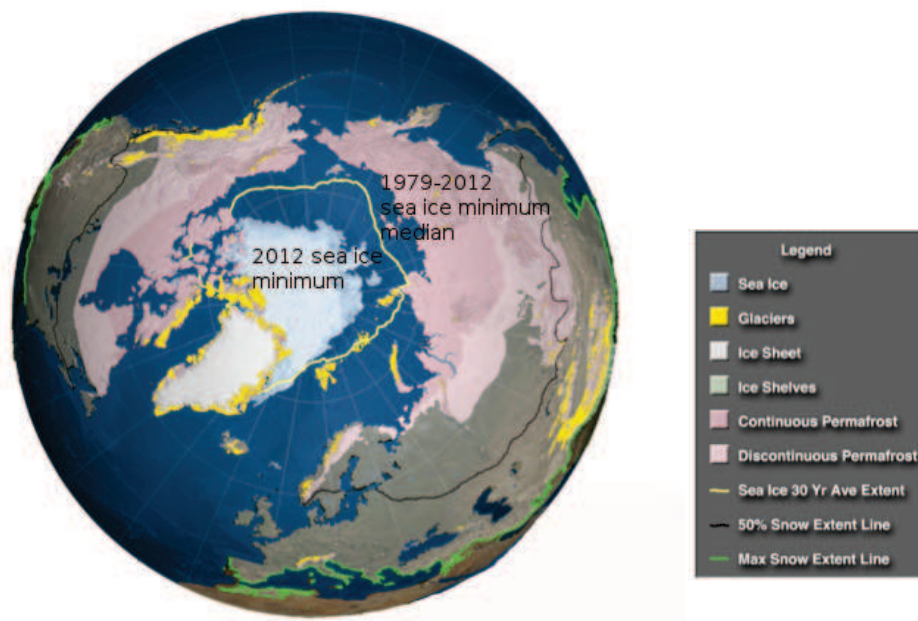 1979-2012
sea ice minimum
median
2012 sea ice
minimum
Legend
Sea Ice
Glaciers
Ice Sheet
Ice Shelves
Continuous Permafrost
Discontinuous Permafrost
Sea Ice 30 Yr Ave Extent
50% Snow Extent Line
Max Snow Extent Line